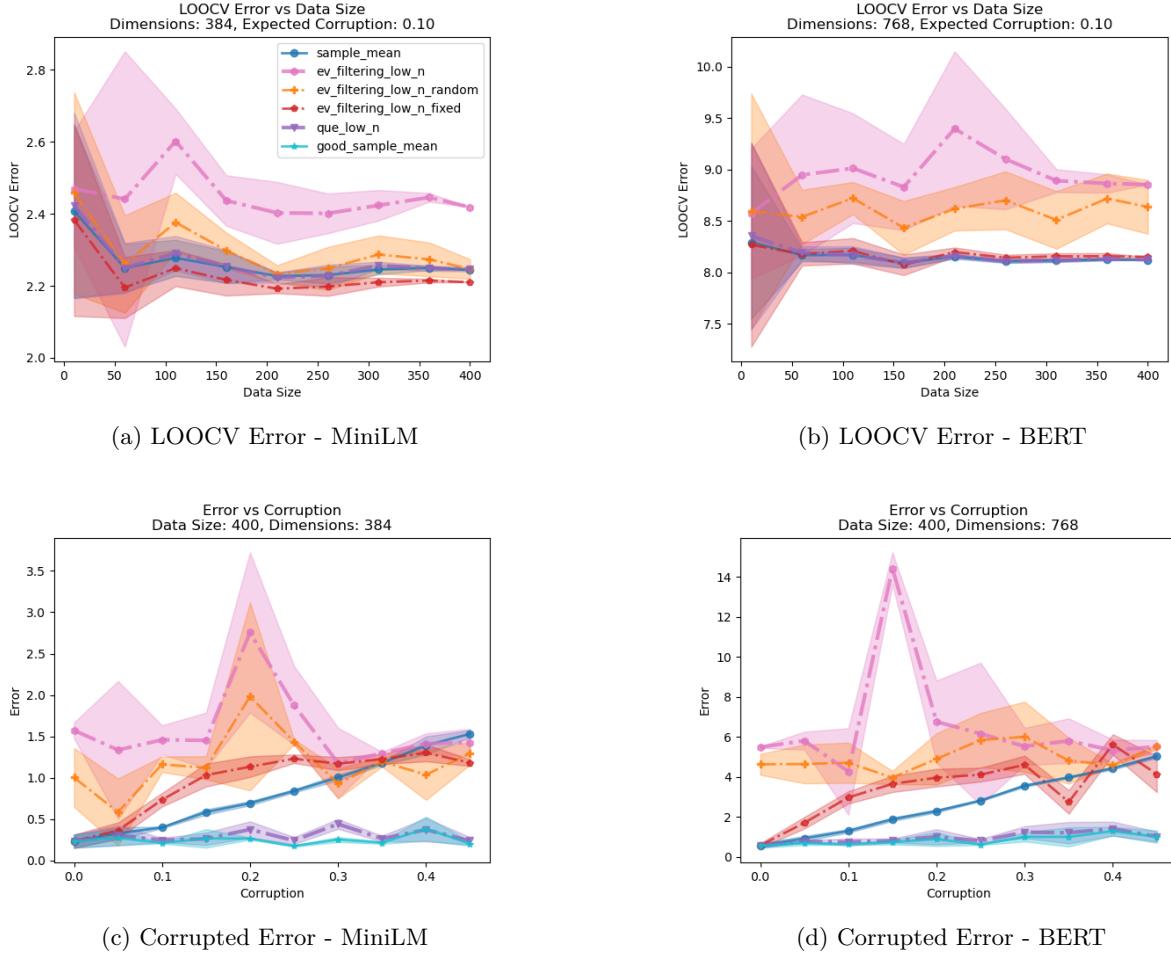 LOOCV Error vs Data Size
Dimensions: 384, Expected Corruption: 0.10
2.8
2.6
2.4
2.2
2.0
LOOCV Error
sample_mean
ev_filtering_low_n
ev_filtering_low_n_random
ev_filtering_low_n_fixed
que_low_n
good_sample_mean
0 50 100 150 200 250 300 350 400
Data Size
(a) LOOCV Error - MiniLM
LOOCV Error vs Data Size
Dimensions: 768, Expected Corruption: 0.10
10.0
9.5
9.0
8.5
8.0
7.5
LOOCV Error
0 50 100 150 200 250 300 350 400
Data Size
(b) LOOCV Error - BERT
Error vs Corruption
Data Size: 400, Dimensions: 384
3.5
3.0
2.5
2.0
1.5
1.0
0.5
0.0
Error
0.0 0.1 0.2 0.3 0.4
Corruption
(c) Corrupted Error - MiniLM
Error vs Corruption
Data Size: 400, Dimensions: 768
14
12
10
8
6
4
2
0
Error
0.0 0.1 0.2 0.3 0.4
Corruption
(d) Corrupted Error - BERT